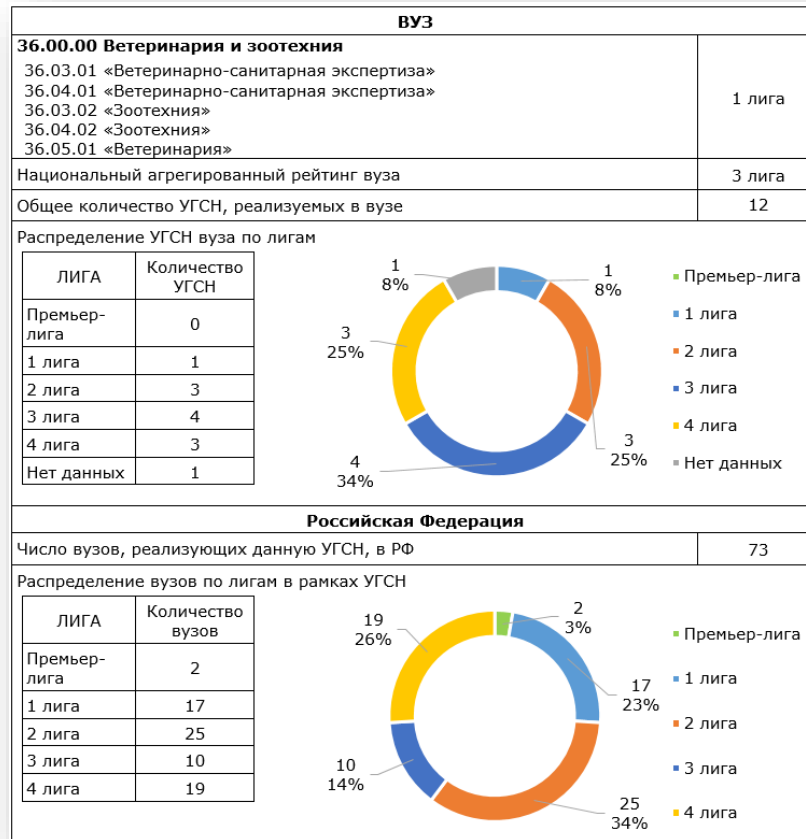 ВУЗ
36.00.00 Ветеринария и зоотехния
36.03.01 «Ветеринарно-санитарная экспертиза»
36.04.01 «Ветеринарно-санитарная экспертиза»
36.03.02 «Зоотехния»
36.04.02 «Зоотехния»
36.05.01 «Ветеринария»
1 лига
Национальный агрегированный рейтинг вуза
3 лига
Общее количество УГСН, реализуемых в вузе
12
Распределение УГСН вуза по лигам
ЛИГА
Количество
УГСН
Премьер-
лига
0
1 лига
1
2 лига
3
3 лига
4
4 лига
3
Нет данных
1
1
8%
1
8%
3
25%
3
25%
4
34%
Премьер-лига
1 лига
2 лига
3 лига
4 лига
Нет данных
Российская Федерация
Число вузов, реализующих данную УГСН, в РФ
73
Распределение вузов по лигам в рамках УГСН
ЛИГА
Количество
вузов
Премьер-
лига
2
1 лига
17
2 лига
25
3 лига
10
4 лига
19
19
26%
2
3%
17
23%
10
14%
25
34%
Премьер-лига
1 лига
2 лига
3 лига
4 лига